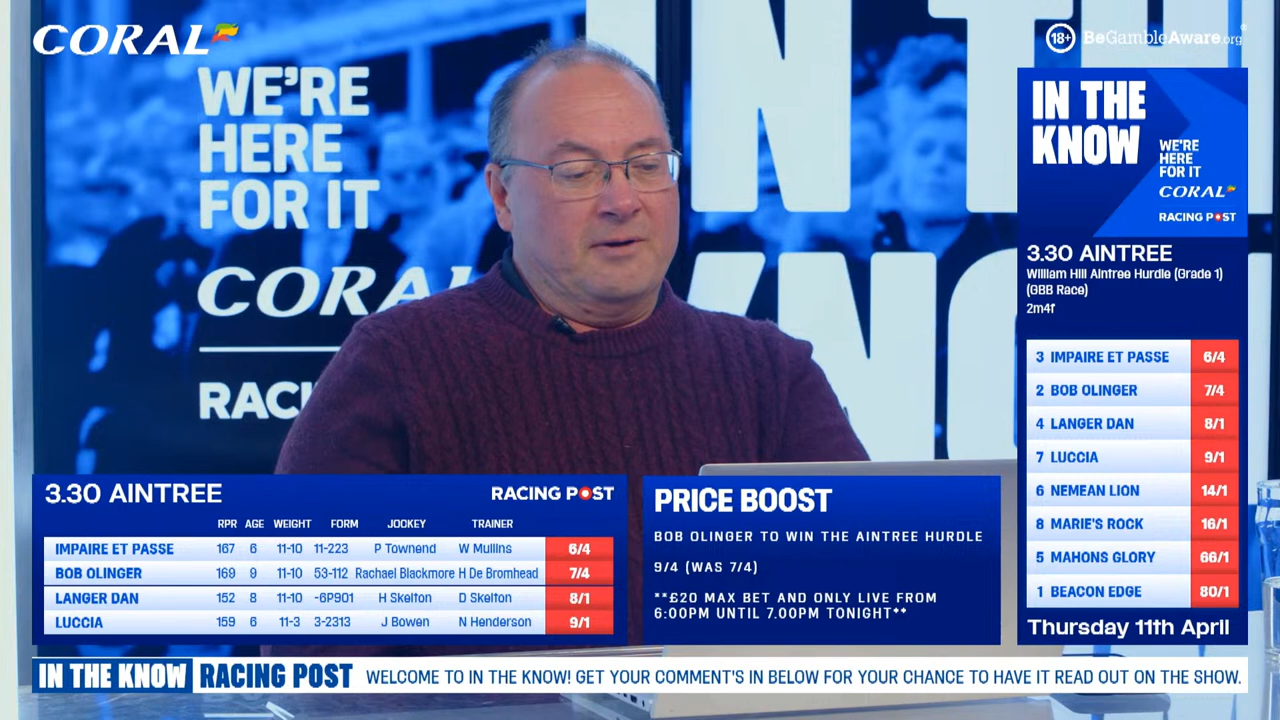 CORAL
WE'RE
HERE
FOR IT
CORAL
RACI
IN TH
KNO
18+ BeGambleAware.org
IN THE
KNOW
WE'RE
HERE
FOR IT
CORAL
RACING POST
3.30 AINTREE
William Hill Aintree Hurdle (Grade 1)
(GBB Race)
2m4f
3 IMPAIRE ET PASSE 6/4
2 BOB OLINGER 7/4
4 LANGER DAN 8/1
7 LUCCIA 9/1
6 NEMEAN LION 14/1
8 MARIE'S ROCK 16/1
5 MAHONS GLORY 66/1
1 BEACON EDGE 80/1
Thursday 11th April
3.30 AINTREE RACING POST
RPR AGE WEIGHT FORM JOCKEY TRAINER
IMPAIRE ET PASSE 167 6 11-10 11-223 P Townend W Mullins 6/4
BOB OLINGER 169 9 11-10 53-112 Rachael Blackmore H De Bromhead 7/4
LANGER DAN 152 8 11-10 -6P901 H Skelton D Skelton 8/1
LUCCIA 159 6 11-3 3-2313 J Bowen N Henderson 9/1
PRICE BOOST
BOB OLINGER TO WIN THE AINTREE HURDLE
9/4 (WAS 7/4)
**£20 MAX BET AND ONLY LIVE FROM
6:00PM UNTIL 7.00PM TONIGHT**
IN THE KNOW RACING POST WELCOME TO IN THE KNOW! GET YOUR COMMENT'S IN BELOW FOR YOUR CHANCE TO HAVE IT READ OUT ON THE SHOW.